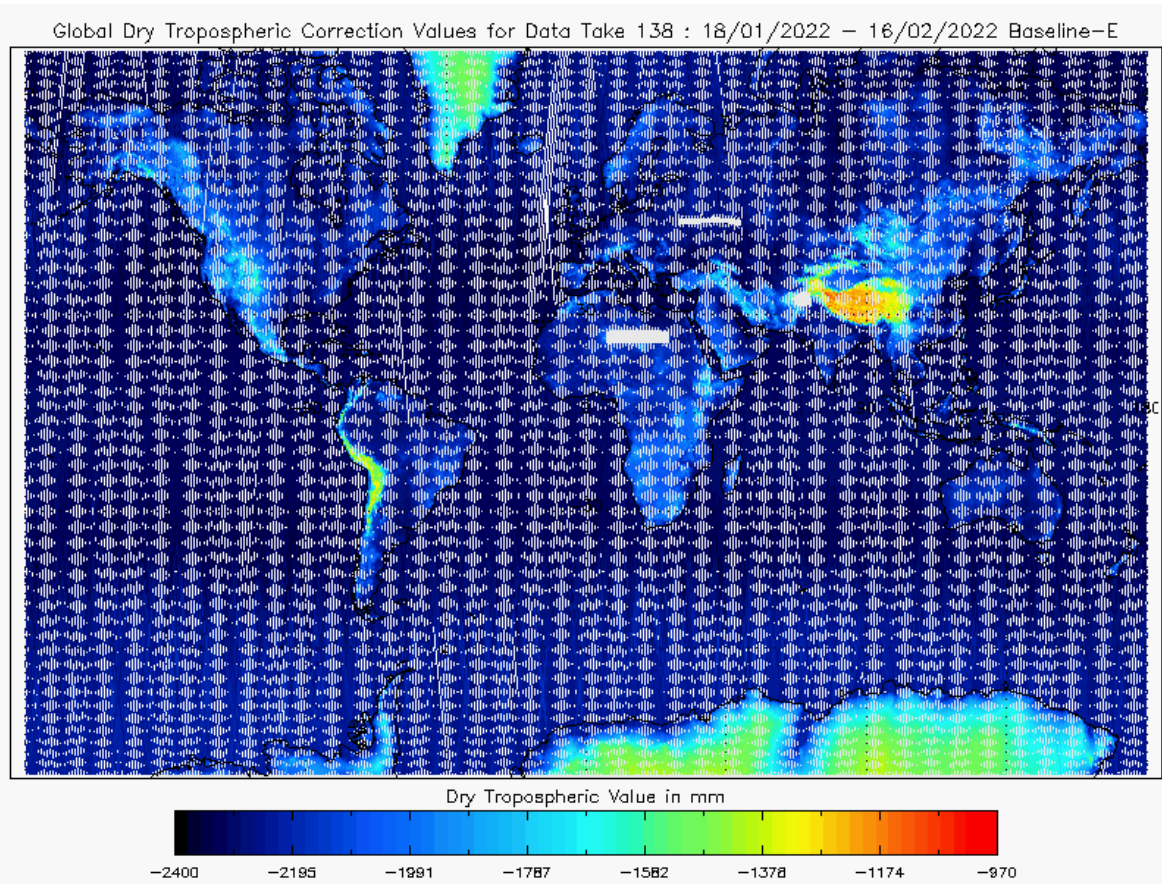 Global Dry Tropospheric Correction Values for Data Take 138 : 18/01/2022 − 16/02/2022 Baseline−E
180
Dry Tropospheric Value in mm
−2400 −2195 −1991 −1787 −1582 −1378 −1174 −970